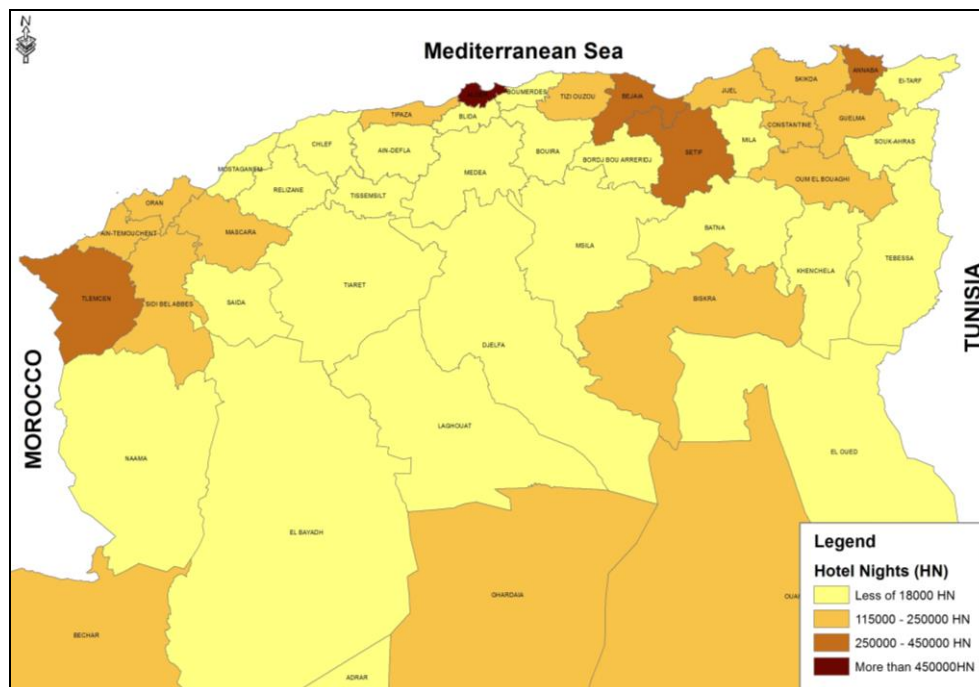 N
Mediterranean Sea
ANNABA
El-TARF
SKIKDA
JIJEL
BOUMERDES
TIZI OUZOU
BEJAIA
GUELMA
TIPAZA
BLIDA
CONSTANTINE
MILA
SOUK-AHRAS
CHLEF
AIN-DEFLA
BOUIRA
BORDJ BOU ARRERIDJ
SETIF
MOSTAGANEM
MEDEA
OUM EL BOUAGHI
RELIZANE
TISSEMSILT
ORAN
AIN-TEMOUCHENT
MASCARA
MSILA
BATNA
TEBESSA
KHENCHELA
TLEMCEN
SIDI BEL ABBES
SAIDA
TIARET
BISKRA
TUNISIA
DJELFA
MOROCCO
LAGHOUAT
NAAMA
EL OUED
EL BAYADH
GHARDAIA
OUA
BECHAR
ADRAR
Legend
Hotel Nights (HN)
Less of 18000 HN
115000 - 250000 HN
250000 - 450000 HN
More than 450000HN